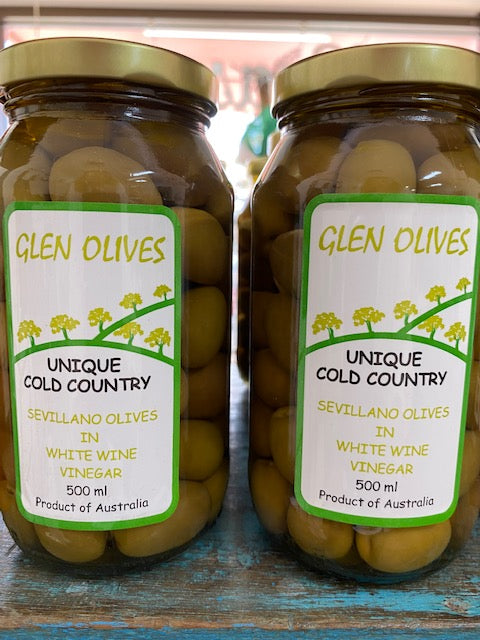 GLEN OLIVES
UNIQUE
COLD COUNTRY
SEVILLANO OLIVES
IN
WHITE WINE
VINEGAR
500 ml
Product of Australia
GLEN OLIVES
UNIQUE
COLD COUNTRY
SEVILLANO OLIVES
IN
WHITE WINE
VINEGAR
500 ml
Product of Australia